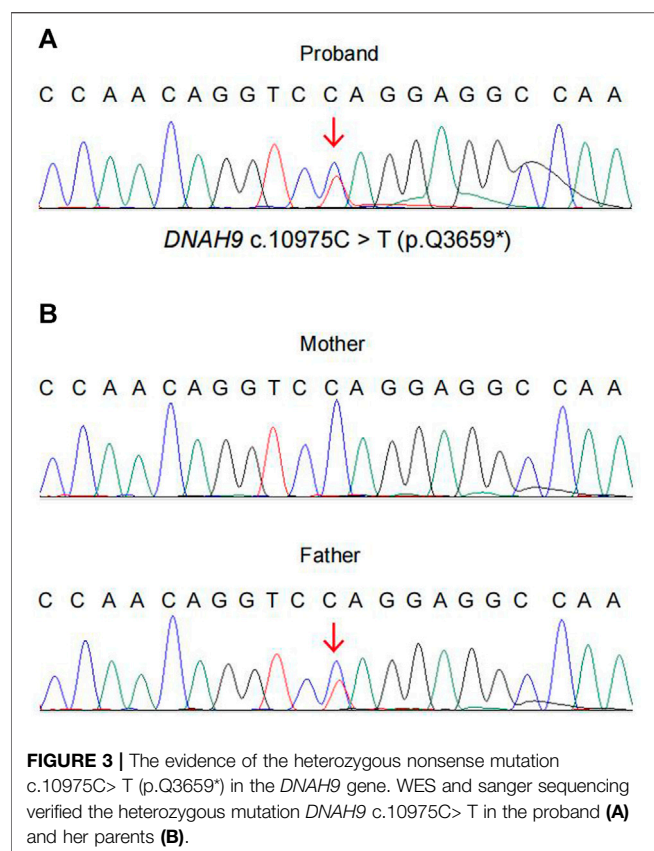 A
Proband
C C A A C A G G T C C A G G A G G C C A A
DNAH9 c.10975C > T (p.Q3659*)
B
Mother
C C A A C A G G T C C A G G A G G C C A A
Father
C C A A C A G G T C C A G G A G G C C A A
FIGURE 3 | The evidence of the heterozygous nonsense mutation
c.10975C> T (p.Q3659*) in the DNAH9 gene. WES and sanger sequencing
verified the heterozygous mutation DNAH9 c.10975C> T in the proband (A)
and her parents (B).